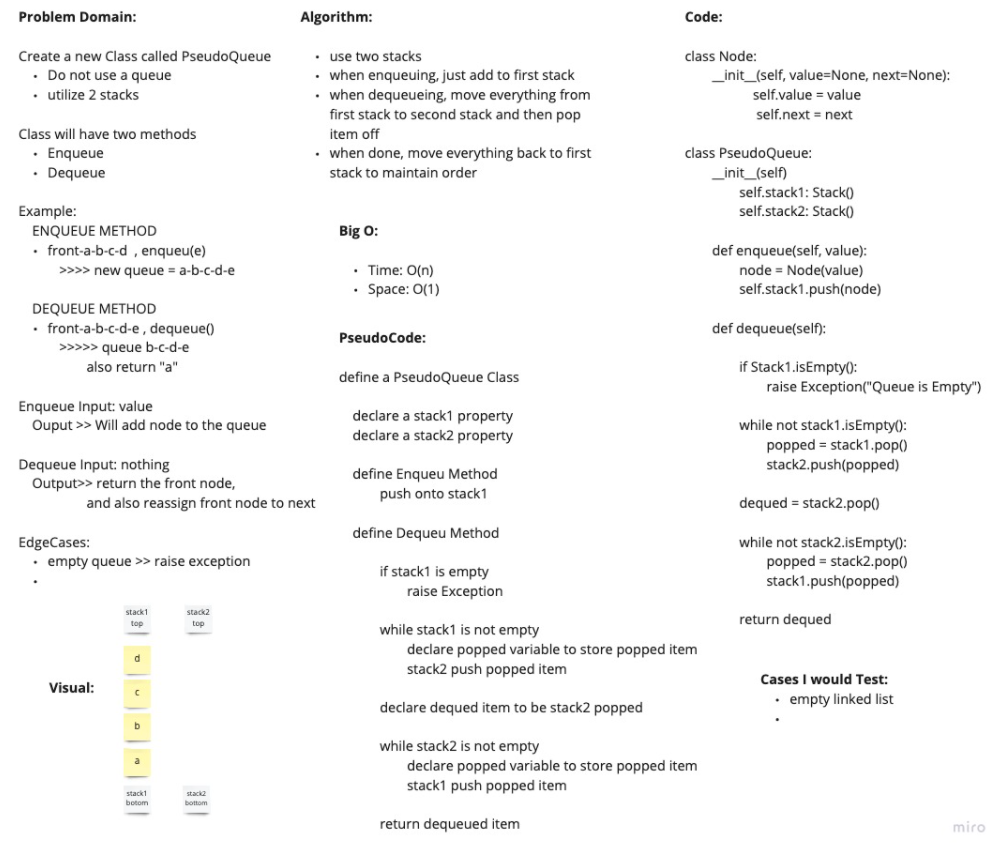 Problem Domain:
Create a new Class called PseudoQueue
• Do not use a queue
• utilize 2 stacks
Class will have two methods
• Enqueue
• Dequeue
Example:
ENQUEUE METHOD
• front-a-b-c-d , enqueu(e)
>>>> new queue = a-b-c-d-e
DEQUEUE METHOD
• front-a-b-c-d-e , dequeue()
>>>>> queue b-c-d-e
also return "a"
Enqueue Input: value
Ouput >> Will add node to the queue
Dequeue Input: nothing
Output>> return the front node,
and also reassign front node to next
EdgeCases:
• empty queue >> raise exception
•
stack1
top
stack2
top
Visual:
d
c
b
a
stack1
botom
stack2
bottom
Algorithm:
• use two stacks
• when enqueuing, just add to first stack
• when dequeueing, move everything from
first stack to second stack and then pop
item off
• when done, move everything back to first
stack to maintain order
Big O:
• Time: O(n)
• Space: O(1)
PseudoCode:
define a PseudoQueue Class
declare a stack1 property
declare a stack2 property
define Enqueu Method
push onto stack1
define Dequeu Method
if stack1 is empty
raise Exception
while stack1 is not empty
declare popped variable to store popped item
stack2 push popped item
declare dequed item to be stack2 popped
while stack2 is not empty
declare popped variable to store popped item
stack1 push popped item
return dequeued item
Code:
class Node:
__init__(self, value=None, next=None):
self.value = value
self.next = next
class PseudoQueue:
__init__(self)
self.stack1: Stack()
self.stack2: Stack()
def enqueue(self, value):
node = Node(value)
self.stack1.push(node)
def dequeue(self):
if Stack1.isEmpty():
raise Exception("Queue is Empty")
while not stack1.isEmpty():
popped = stack1.pop()
stack2.push(popped)
dequed = stack2.pop()
while not stack2.isEmpty():
popped = stack2.pop()
stack1.push(popped)
return dequed
Cases I would Test:
• empty linked list
•
miro